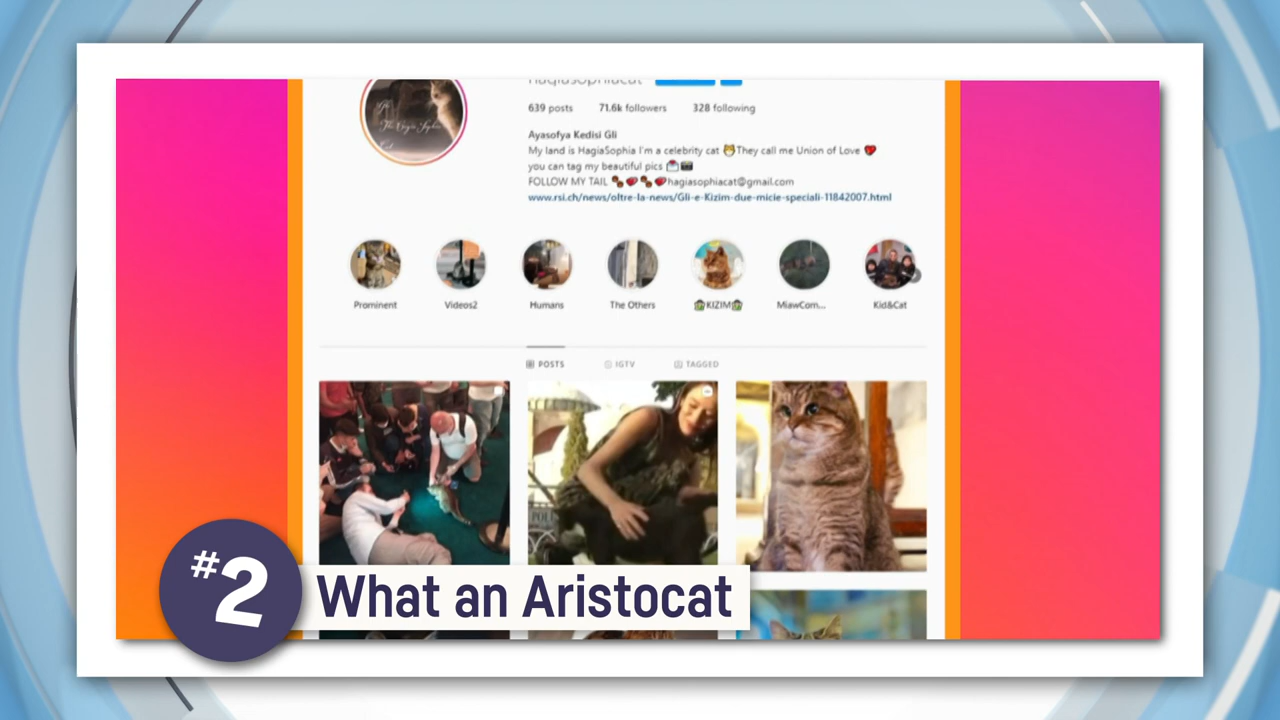 hagiasophiacat
639 posts 71.6k followers 328 following
Ayasofya Kedisi Gli
My land is HagiaSophia I'm a celebrity cat 🐱They call me Union of Love ❤️
you can tag my beautiful pics 📩📷
FOLLOW MY TAIL 🐾❤️🐾❤️hagiasophiacat@gmail.com
www.rsi.ch/news/oltre-la-news/Gli-e-Kizim-due-micie-speciali-11842007.html
Prominent Videos2 Humans The Others 🏠KIZIM🏠 MiawCom... Kid&Cat
POSTS IGTV TAGGED
#2 What an Aristocat